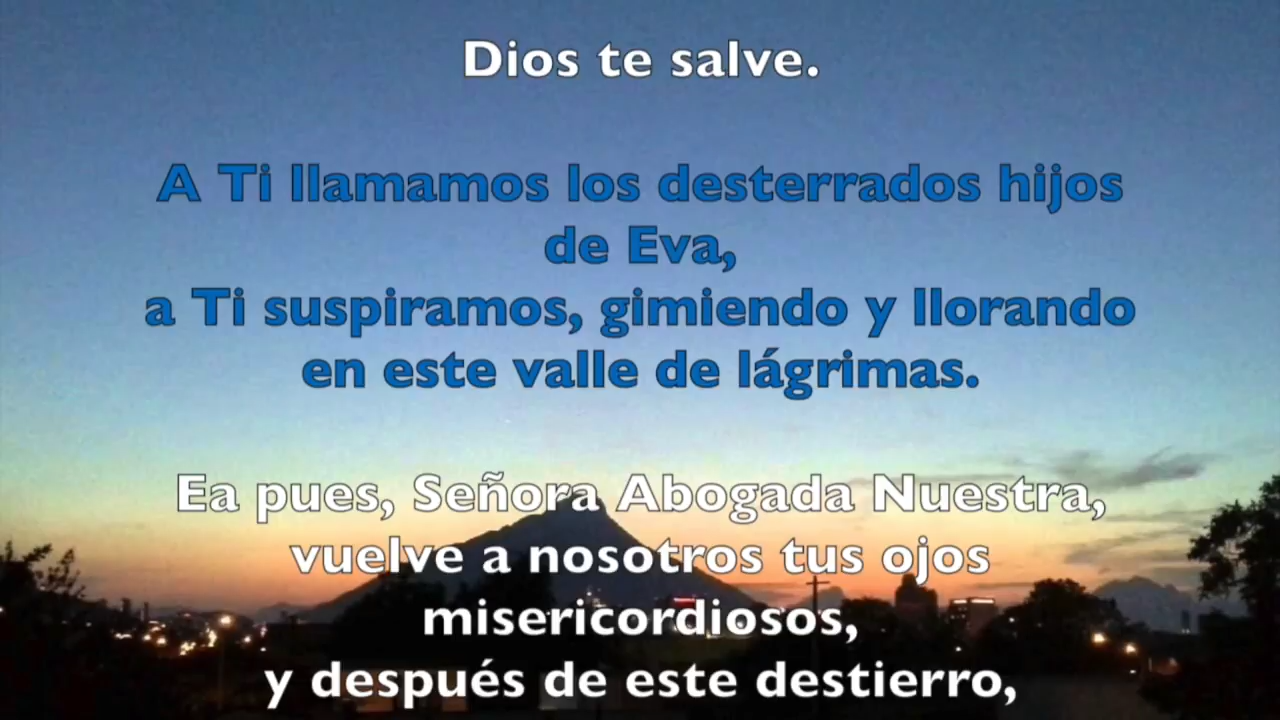 Dios te salve.
A Ti llamamos los desterrados hijos
de Eva,
a Ti suspiramos, gimiendo y llorando
en este valle de lágrimas.
Ea pues, Señora Abogada Nuestra,
vuelve a nosotros tus ojos
misericordiosos,
y después de este destierro,